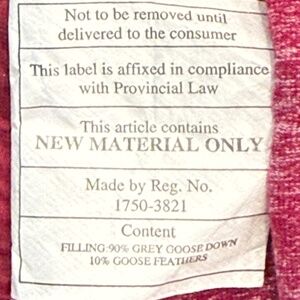 Not to be removed until
delivered to the consumer
This label is affixed in compliance
with Provincial Law
This article contains
NEW MATERIAL ONLY
Made by Reg. No.
1750-3821
Content
FILLING:90% GREY GOOSE DOWN
10% GOOSE FEATHERS